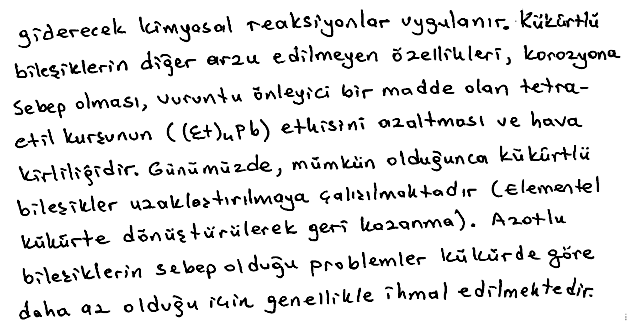 giderecek kimyasal reaksiyonlar uygulanır. Kükürtlü
bileşiklerin diğer arzu edilmeyen özellikleri, korozyona
sebep olması, vuruntu önleyici bir madde olan tetra-
etil kurşunun ((Et)₄Pb) etkisini azaltması ve hava
kirliliğidir. Günümüzde, mümkün olduğunca kükürtlü
bileşikler uzaklaştırılmaya çalışılmaktadır (Elementel
kükürte dönüştürülerek geri kazanma). Azotlu
bileşiklerin sebep olduğu problemler kükürde göre
daha az olduğu için genellikle ihmal edilmektedir.